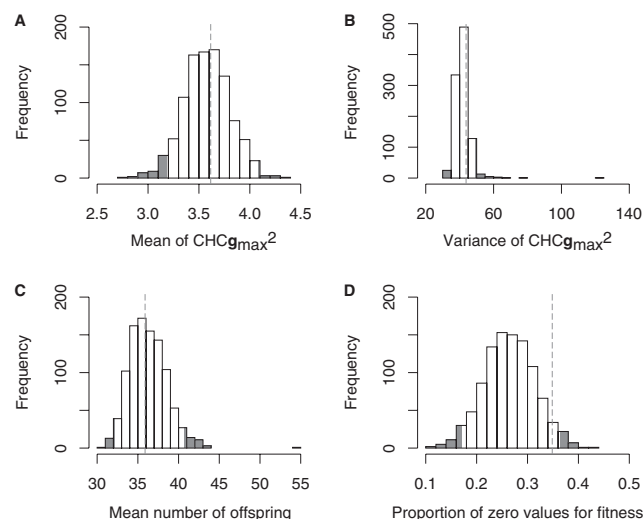 A
B
Frequency
0 100 200
2.5 3.0 3.5 4.0 4.5
Mean of CHCgmax²
Frequency
0 100 300 500
20 60 100 140
Variance of CHCgmax²
C
D
Frequency
0 100 200
30 35 40 45 50 55
Mean number of offspring
Frequency
0 100 200
0.1 0.2 0.3 0.4 0.5
Proportion of zero values for fitness